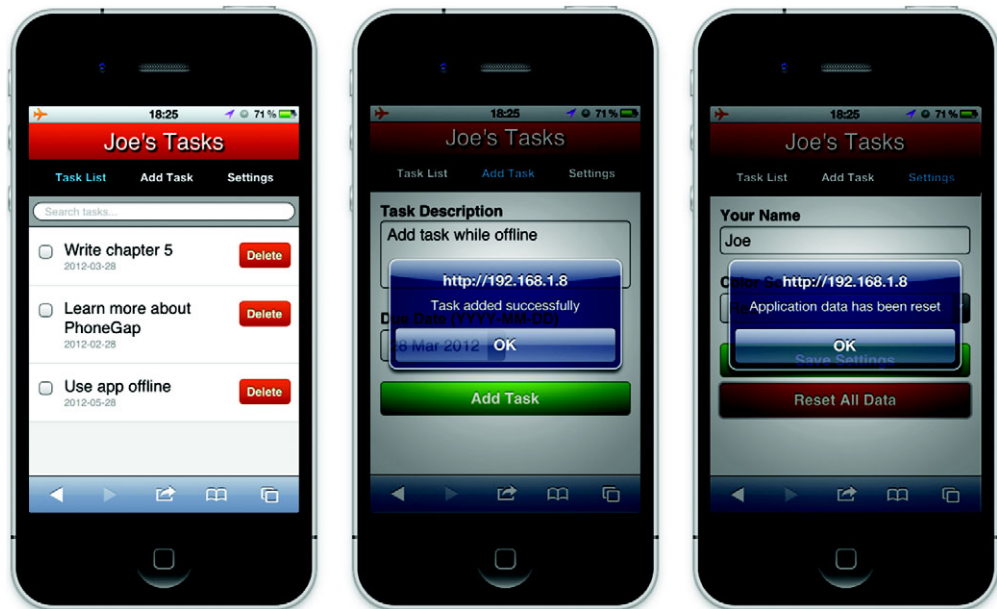 18:25
71 %
Joe's Tasks
Task List
Add Task
Settings
Search tasks...
Write chapter 5
2012-03-28
Delete
Learn more about
PhoneGap
2012-02-28
Delete
Use app offline
2012-05-28
Delete
18:25
71 %
Joe's Tasks
Task List
Add Task
Settings
Task Description
Add task while offline
http://192.168.1.8
Task added successfully
Due Date (YYYY-MM-DD)
28 Mar 2012
OK
Add Task
18:25
71 %
Joe's Tasks
Task List
Add Task
Settings
Your Name
Joe
http://192.168.1.8
Color
Application data has been reset
OK
Save Settings
Reset All Data